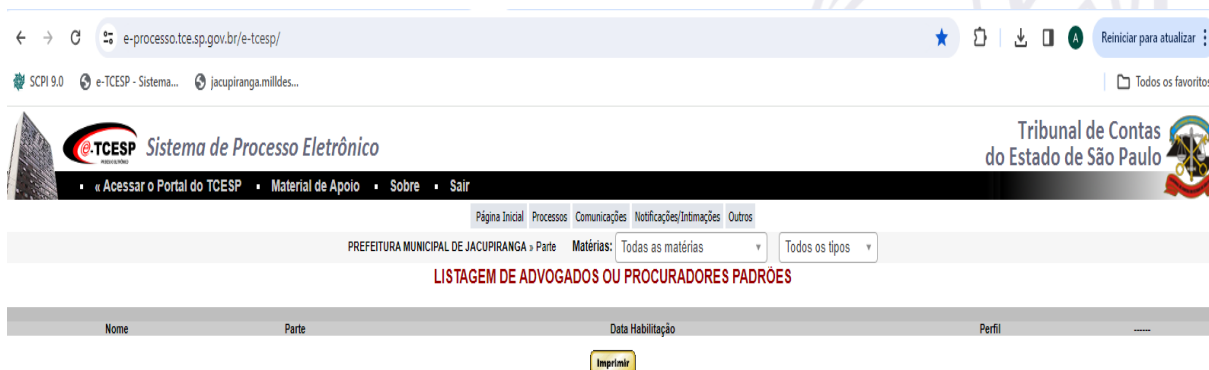 e-processo.tce.sp.gov.br/e-tcesp/
A
Reiniciar para atualizar
SCPI 9.0 e-TCESP - Sistema... jacupiranga.milldes...
Todos os favoritos
e.TCESP Sistema de Processo Eletrônico
Tribunal de Contas
do Estado de São Paulo
« Acessar o Portal do TCESP ▪ Material de Apoio ▪ Sobre ▪ Sair
Página Inicial Processos Comunicações Notificações/Intimações Outros
PREFEITURA MUNICIPAL DE JACUPIRANGA » Parte Matérias: Todas as matérias Todos os tipos
LISTAGEM DE ADVOGADOS OU PROCURADORES PADRÕES
Nome Parte Data Habilitação Perfil ------
Imprimir